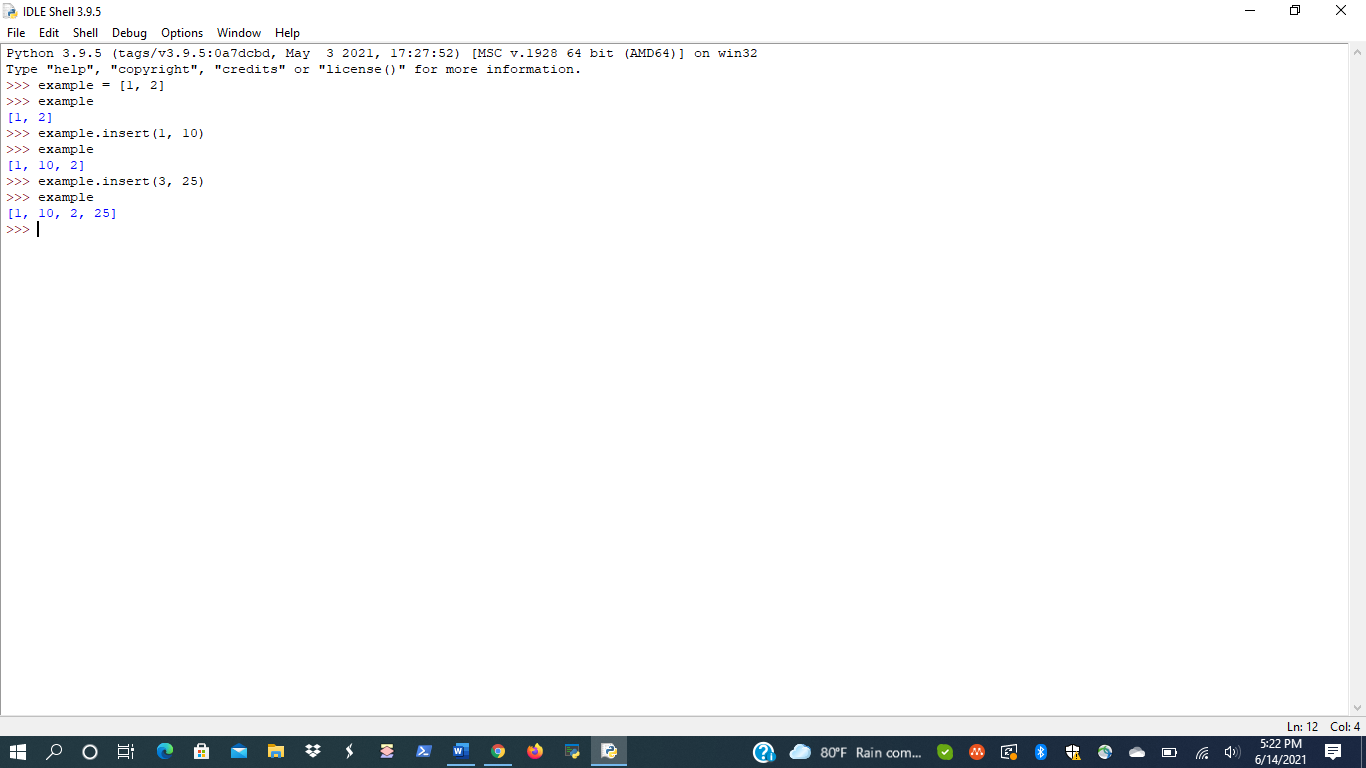 IDLE Shell 3.9.5
File Edit Shell Debug Options Window Help
Python 3.9.5 (tags/v3.9.5:0a7dcbd, May  3 2021, 17:27:52) [MSC v.1928 64 bit (AMD64)] on win32
Type "help", "copyright", "credits" or "license()" for more information.
>>> example = [1, 2]
>>> example
[1, 2]
>>> example.insert(1, 10)
>>> example
[1, 10, 2]
>>> example.insert(3, 25)
>>> example
[1, 10, 2, 25]
>>>
Ln: 12 Col: 4
80°F Rain com...
5:22 PM
6/14/2021